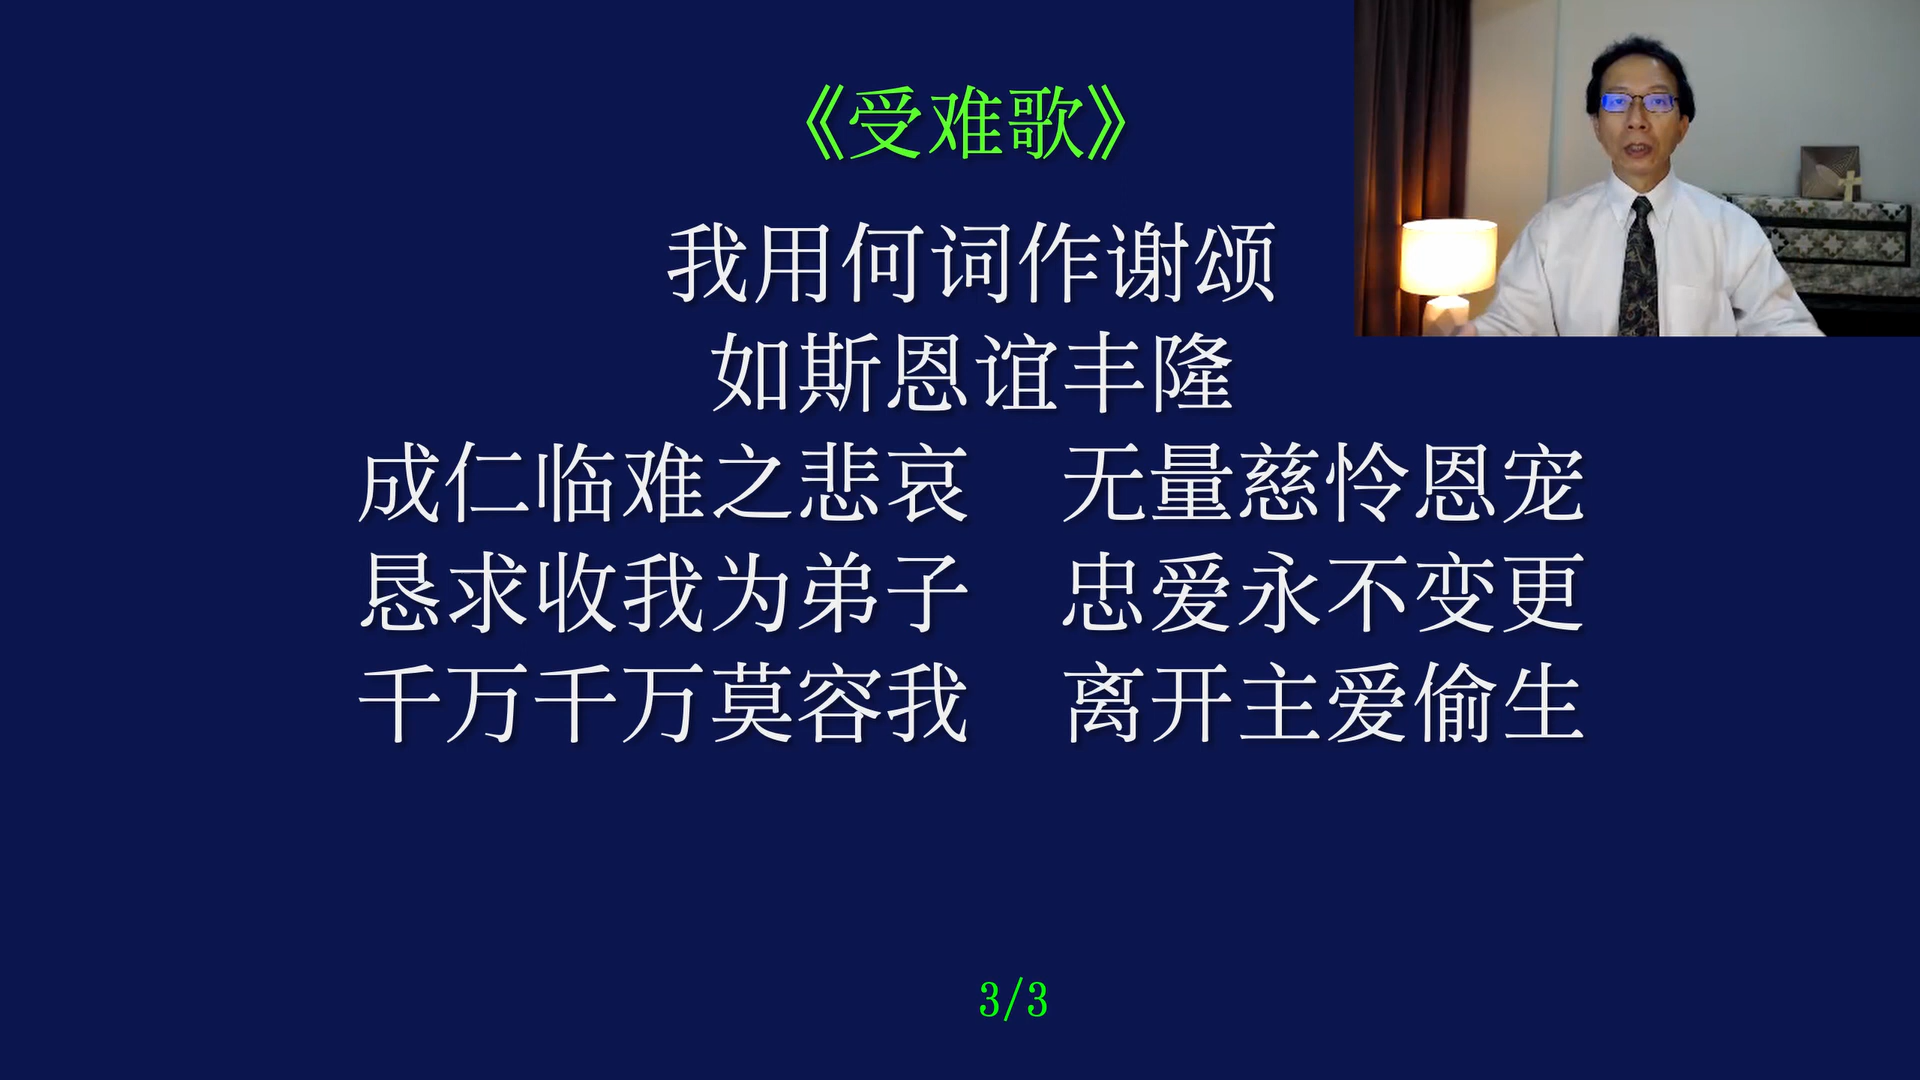 《受难歌》
我用何词作谢颂
如斯恩谊丰隆
成仁临难之悲哀　无量慈怜恩宠
恳求收我为弟子　忠爱永不变更
千万千万莫容我　离开主爱偷生
3/3